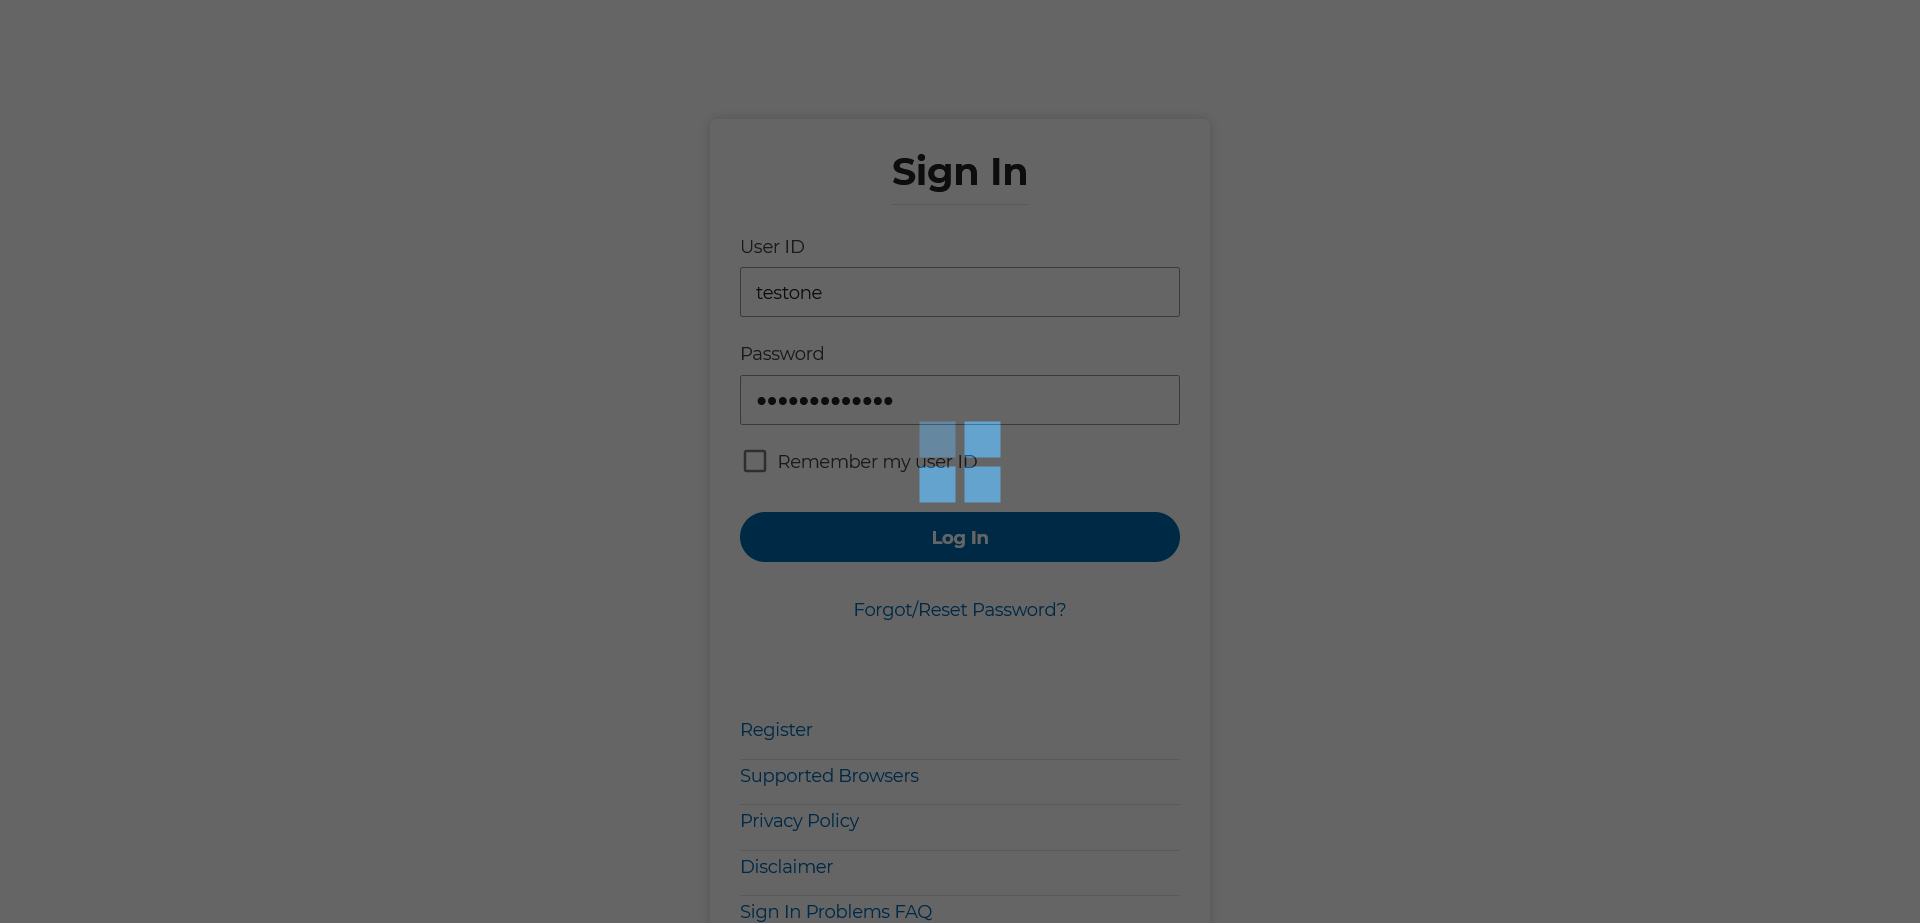 Sign In
User ID
testone
Password
•••••••••••••
Remember my user ID
Log In
Forgot/Reset Password?
Register
Supported Browsers
Privacy Policy
Disclaimer
Sign In Problems FAQ